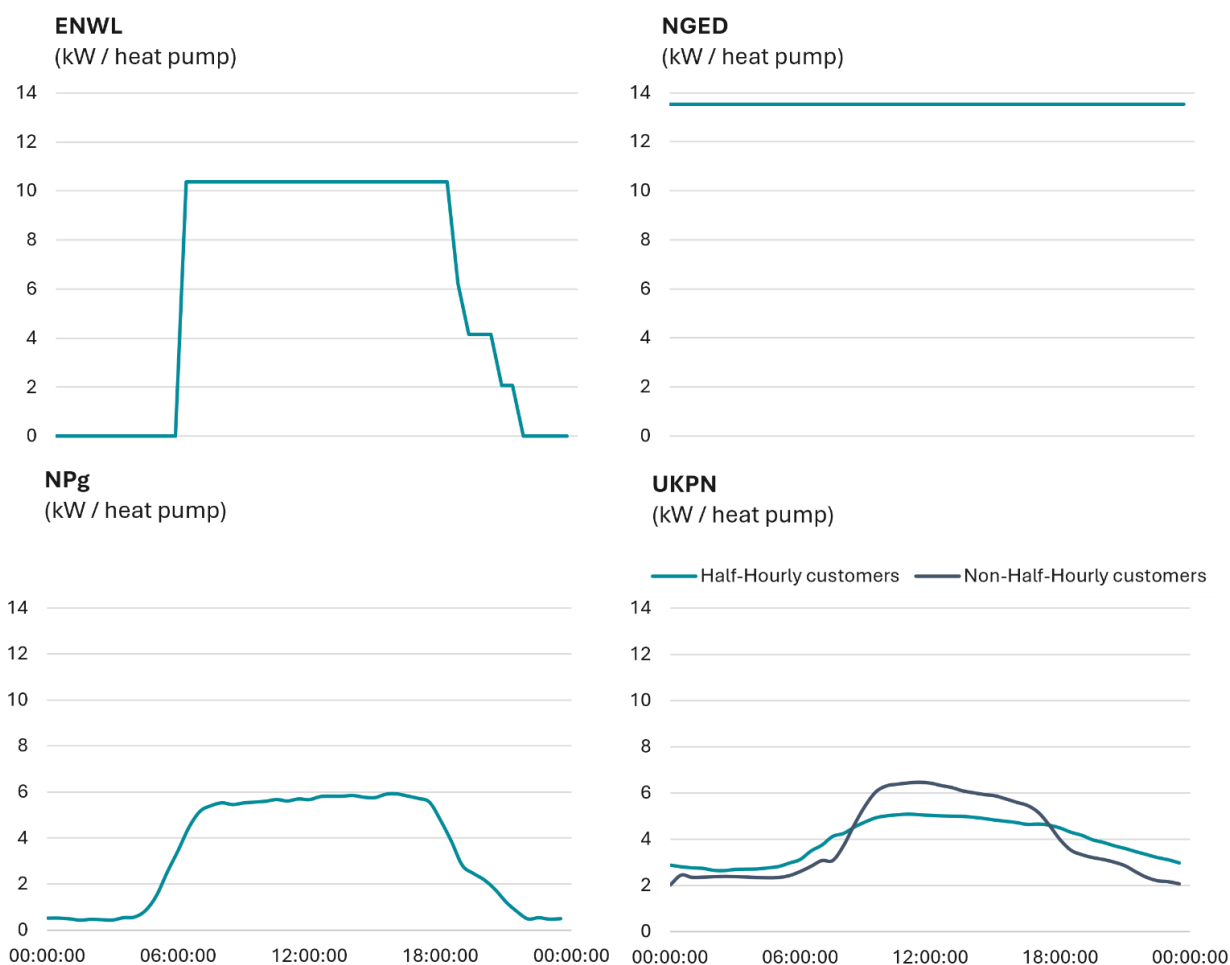 ENWL
(kW / heat pump)
14
12
10
8
6
4
2
0
NGED
(kW / heat pump)
14
12
10
8
6
4
2
0
NPg
(kW / heat pump)
14
12
10
8
6
4
2
0
00:00:00 06:00:00 12:00:00 18:00:00 00:00:00
UKPN
(kW / heat pump)
Half-Hourly customers Non-Half-Hourly customers
14
12
10
8
6
4
2
0
00:00:00 06:00:00 12:00:00 18:00:00 00:00:00